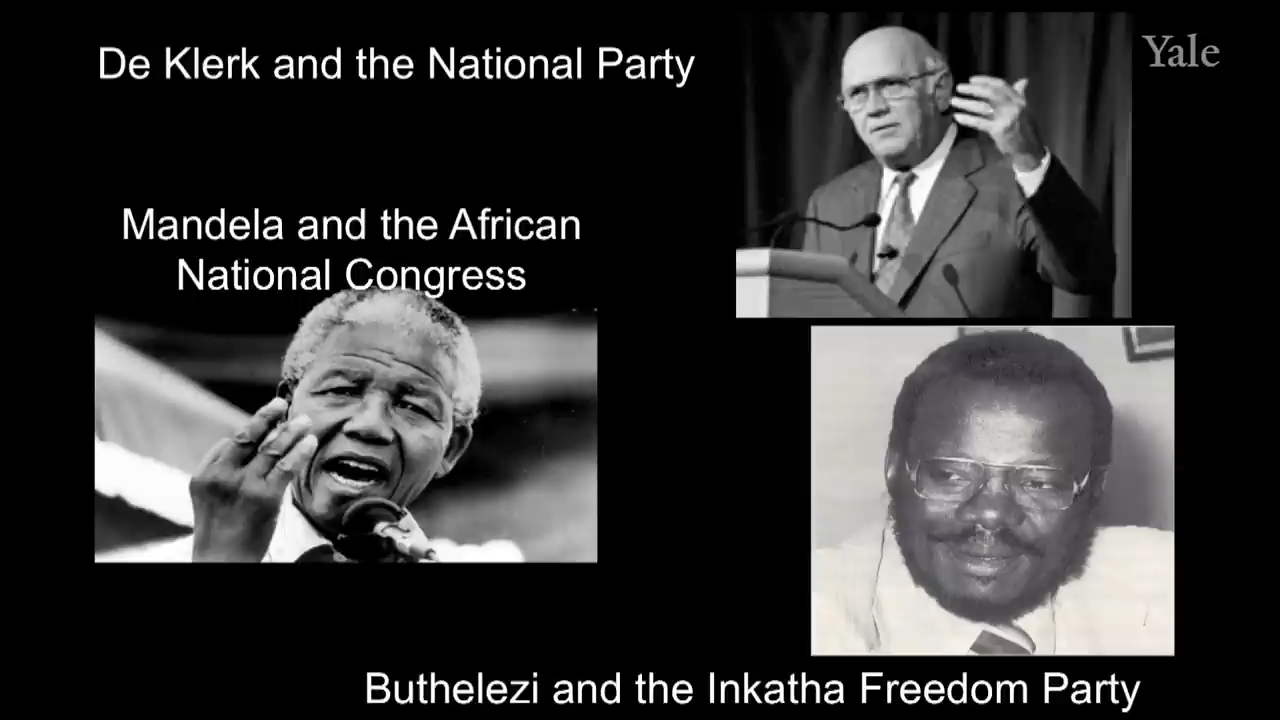 De Klerk and the National Party
Yale
Mandela and the African
National Congress
Buthelezi and the Inkatha Freedom Party